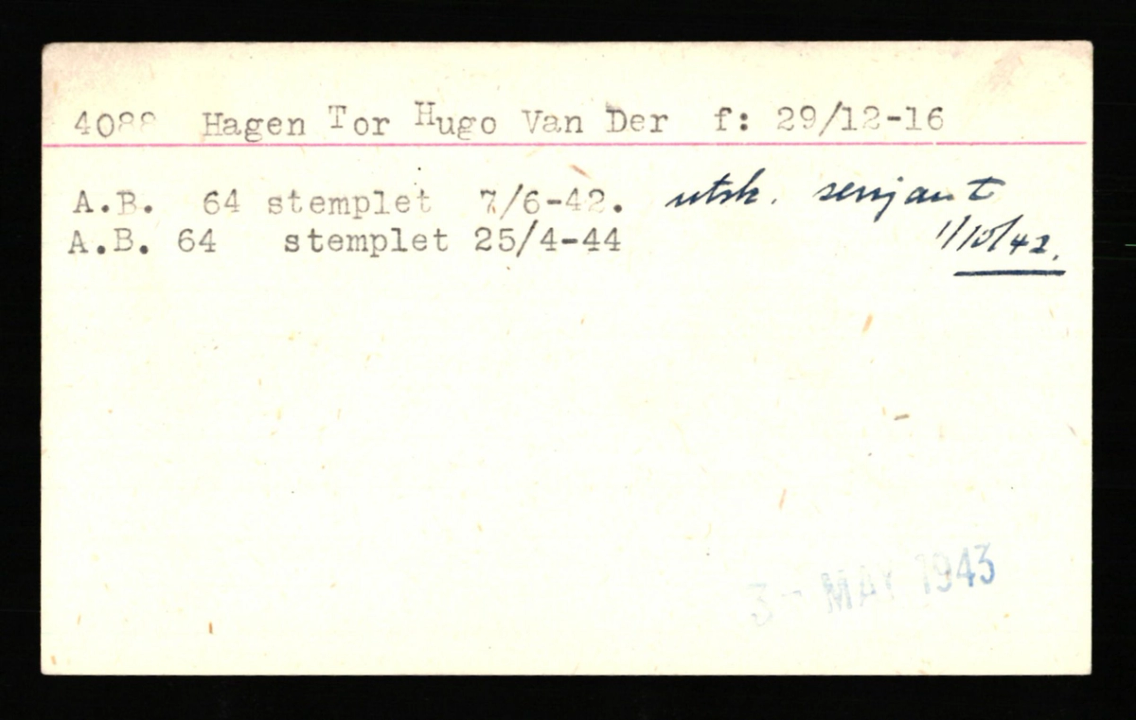 4088 Hagen Tor Hugo Van Der f: 29/12-16
A.B. 64 stemplet 7/6-42. utsk. sersjant
A.B. 64 stemplet 25/4-44 1/10/42.
3- MAY 1943